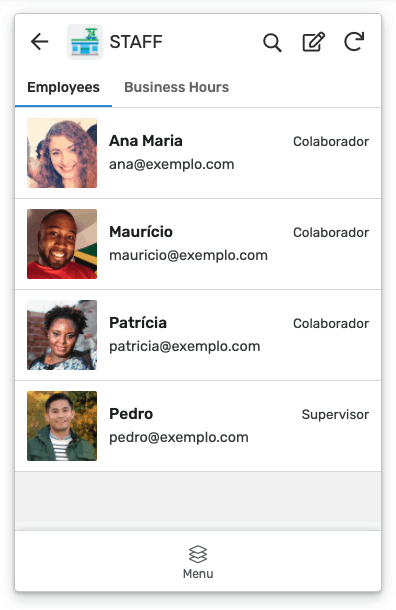 STAFF
Employees Business Hours
Ana Maria Colaborador
ana@exemplo.com
Maurício Colaborador
mauricio@exemplo.com
Patrícia Colaborador
patricia@exemplo.com
Pedro Supervisor
pedro@exemplo.com
Menu